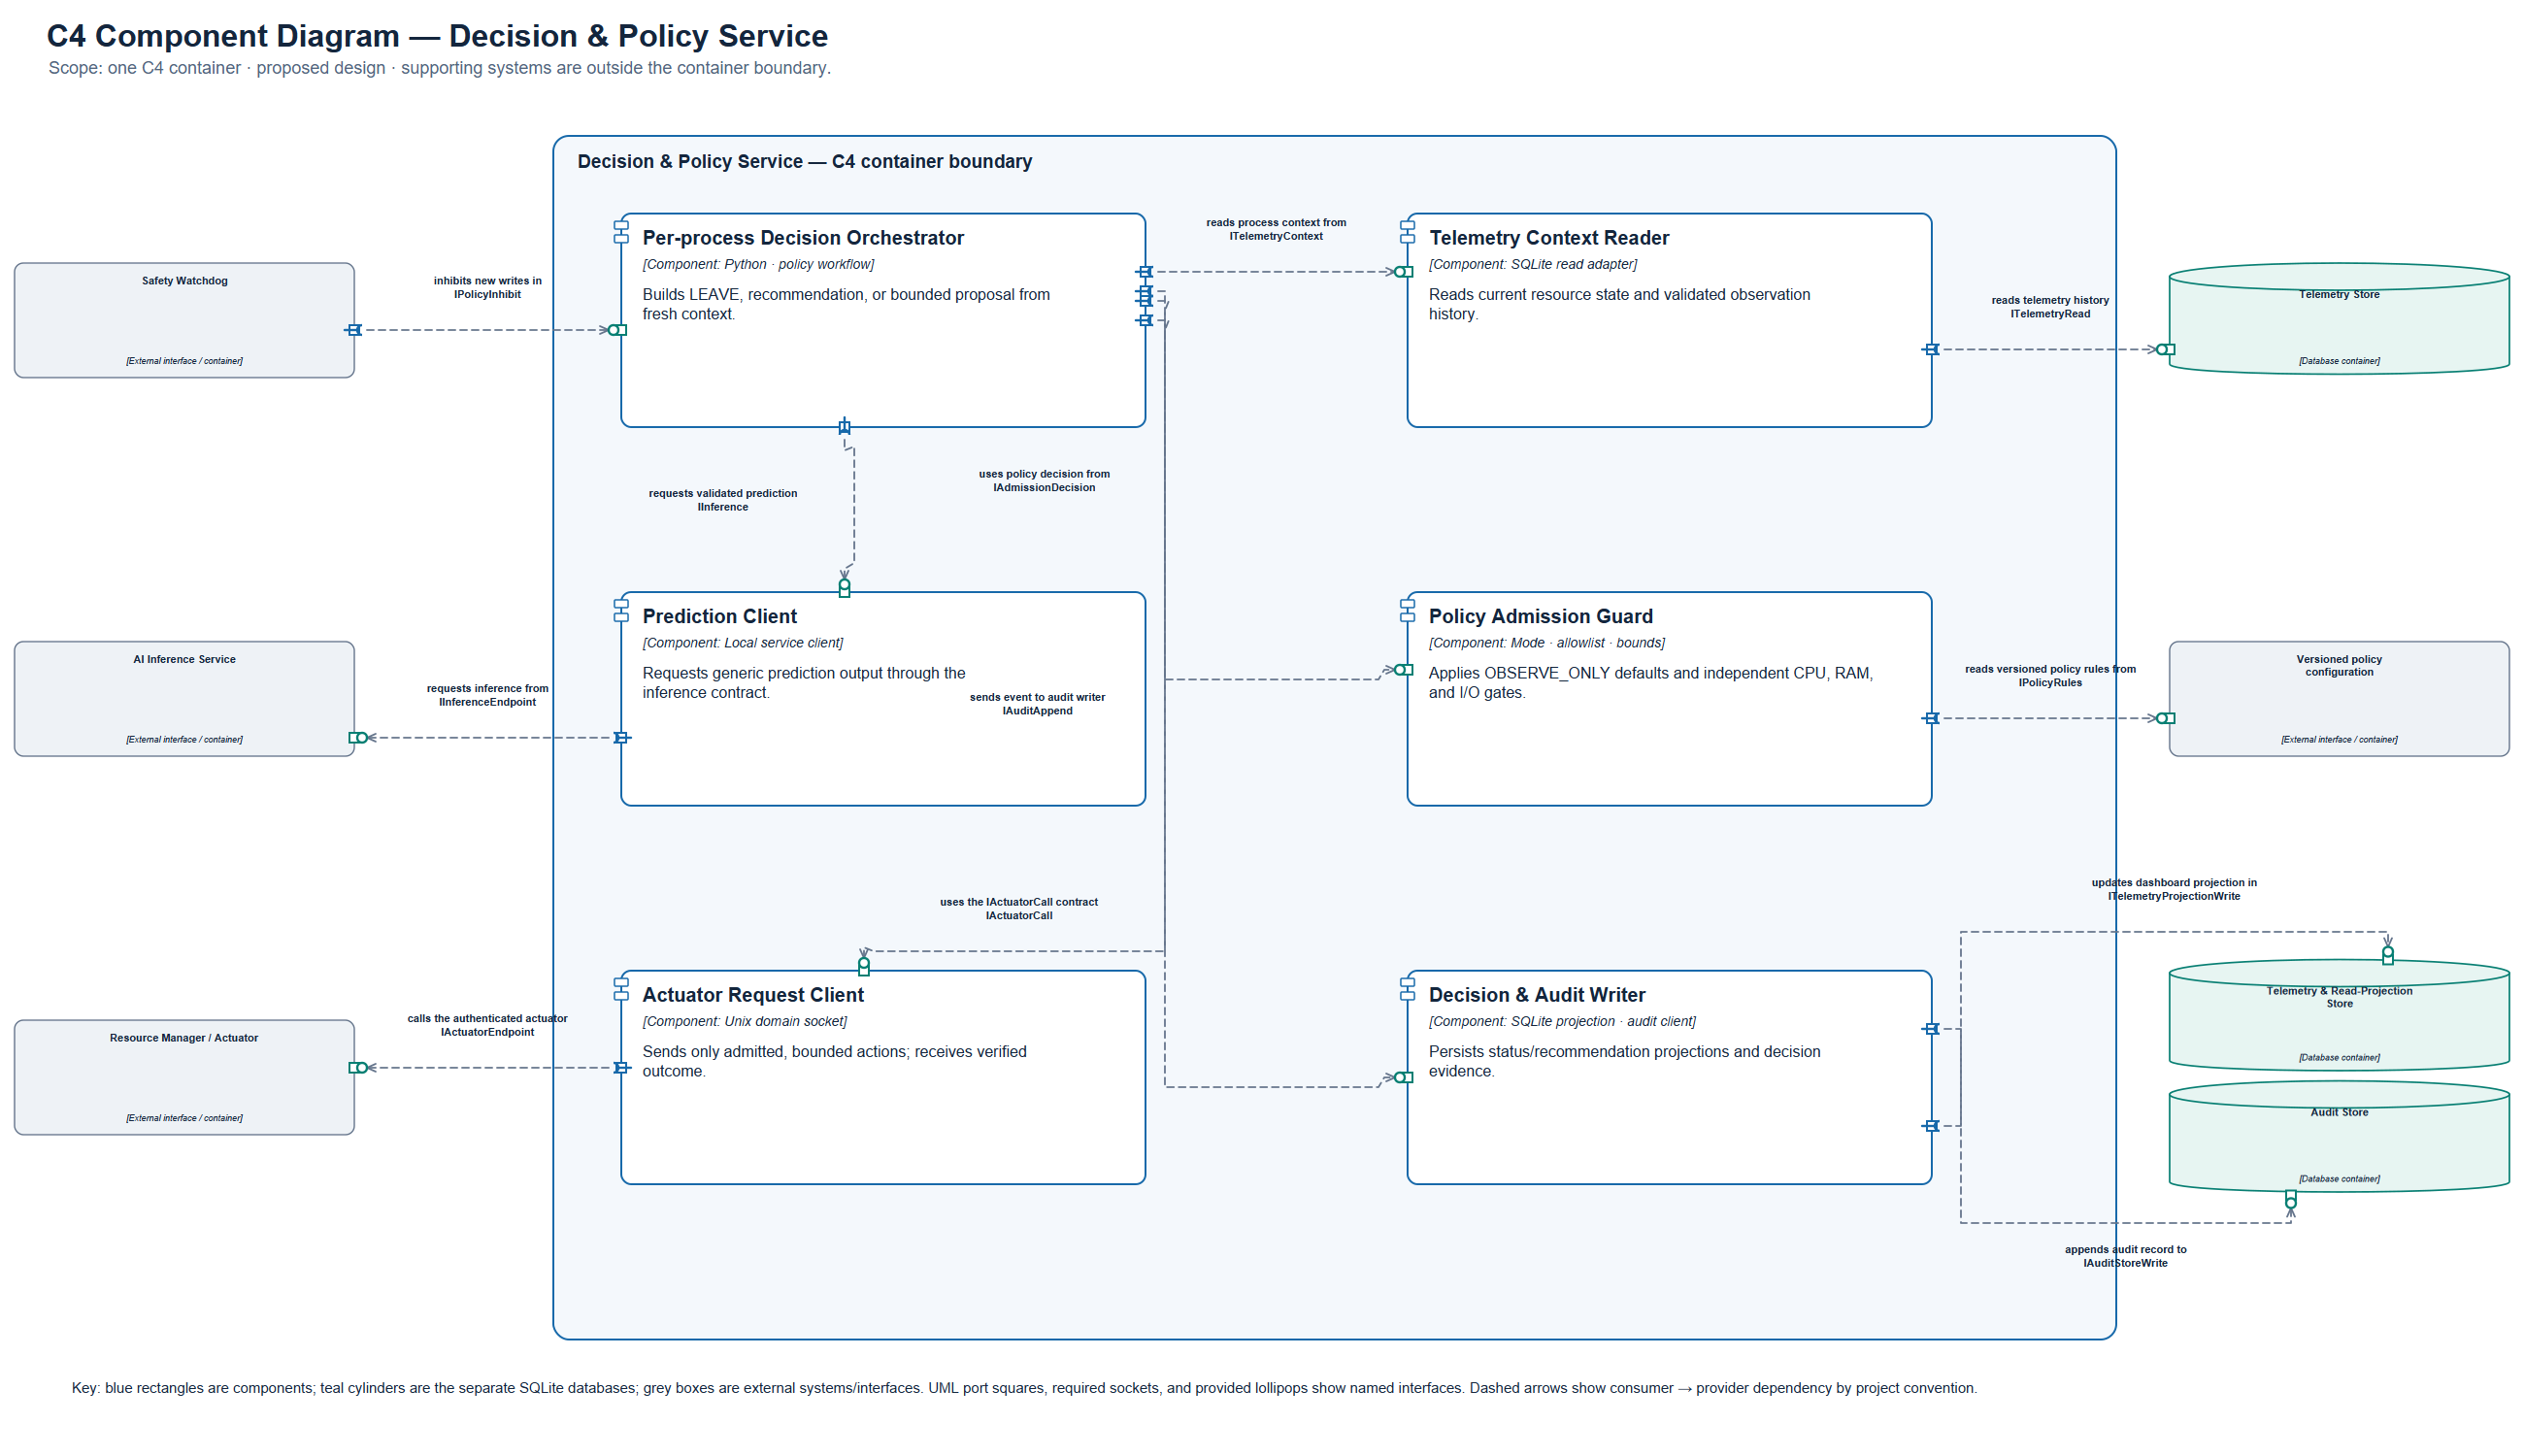 C4 Component Diagram — Decision & Policy Service
Scope: one C4 container · proposed design · supporting systems are outside the container boundary.
Decision & Policy Service — C4 container boundary
Safety Watchdog
[External interface / container]
inhibits new writes in
IPolicyInhibit
Per-process Decision Orchestrator
[Component: Python · policy workflow]
Builds LEAVE, recommendation, or bounded proposal from
fresh context.
reads process context from
ITelemetryContext
Telemetry Context Reader
[Component: SQLite read adapter]
Reads current resource state and validated observation
history.
reads telemetry history
ITelemetryRead
Telemetry Store
[Database container]
requests validated prediction
IInference
uses policy decision from
IAdmissionDecision
AI Inference Service
[External interface / container]
requests inference from
IInferenceEndpoint
Prediction Client
[Component: Local service client]
Requests generic prediction output through the
inference contract.
sends event to audit writer
IAuditAppend
Policy Admission Guard
[Component: Mode · allowlist · bounds]
Applies OBSERVE_ONLY defaults and independent CPU, RAM,
and I/O gates.
reads versioned policy rules from
IPolicyRules
Versioned policy
configuration
[External interface / container]
uses the IActuatorCall contract
IActuatorCall
updates dashboard projection in
ITelemetryProjectionWrite
Resource Manager / Actuator
[External interface / container]
calls the authenticated actuator
IActuatorEndpoint
Actuator Request Client
[Component: Unix domain socket]
Sends only admitted, bounded actions; receives verified
outcome.
Decision & Audit Writer
[Component: SQLite projection · audit client]
Persists status/recommendation projections and decision
evidence.
Telemetry & Read-Projection
Store
[Database container]
Audit Store
[Database container]
appends audit record to
IAuditStoreWrite
Key: blue rectangles are components; teal cylinders are the separate SQLite databases; grey boxes are external systems/interfaces. UML port squares, required sockets, and provided lollipops show named interfaces. Dashed arrows show consumer → provider dependency by project convention.